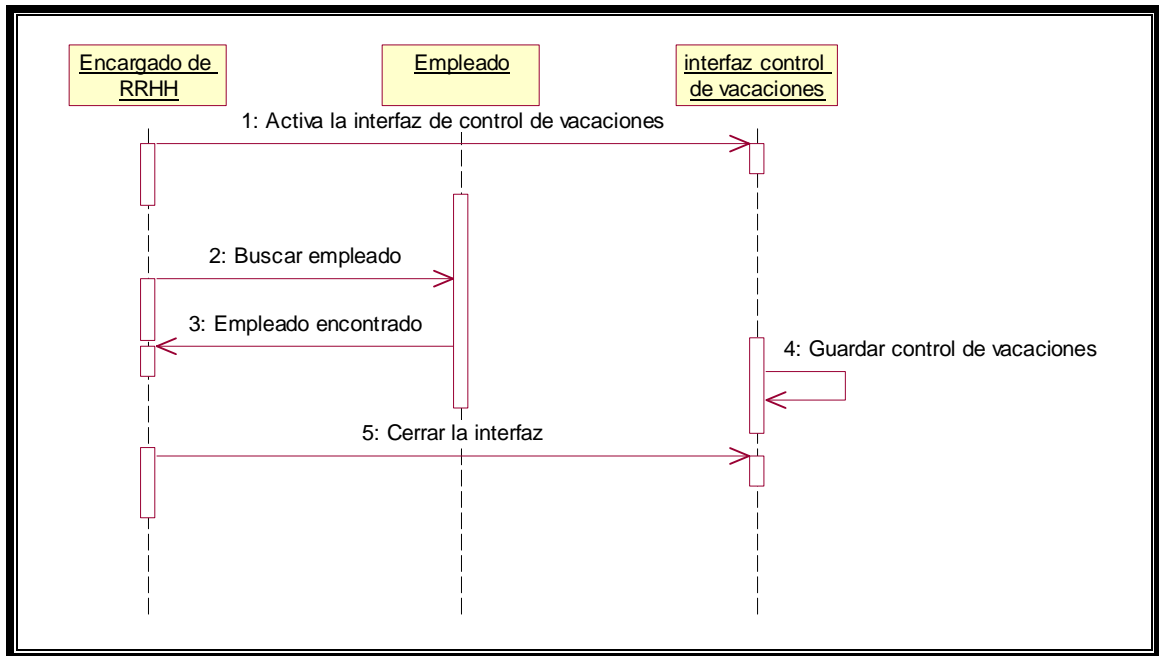 Encargado de
RRHH
Empleado
interfaz control
de vacaciones
1: Activa la interfaz de control de vacaciones
2: Buscar empleado
3: Empleado encontrado
4: Guardar control de vacaciones
5: Cerrar la interfaz